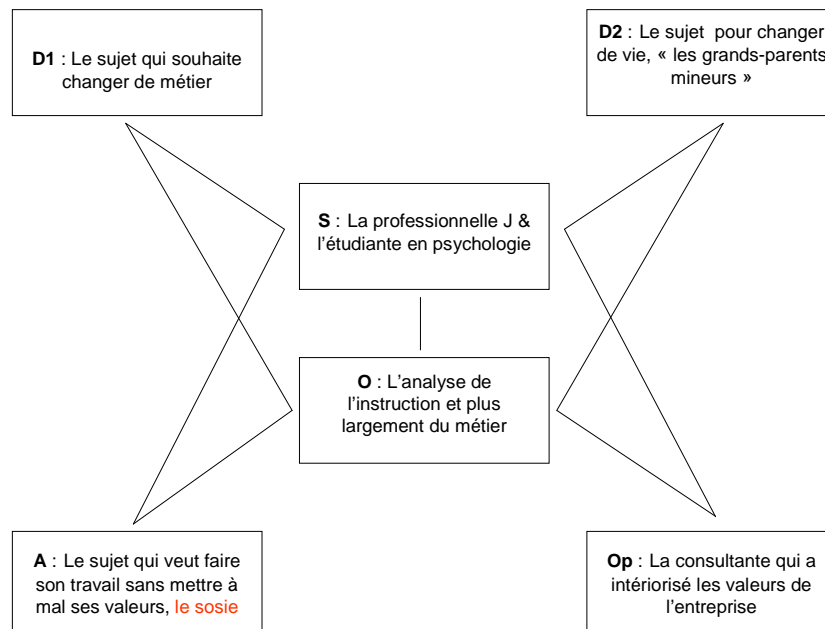 D1 : Le sujet qui souhaite
changer de métier
D2 : Le sujet pour changer
de vie, « les grands-parents
mineurs »
S : La professionnelle J &
l'étudiante en psychologie
O : L'analyse de
l'instruction et plus
largement du métier
A : Le sujet qui veut faire
son travail sans mettre à
mal ses valeurs, le sosie
Op : La consultante qui a
intériorisé les valeurs de
l'entreprise